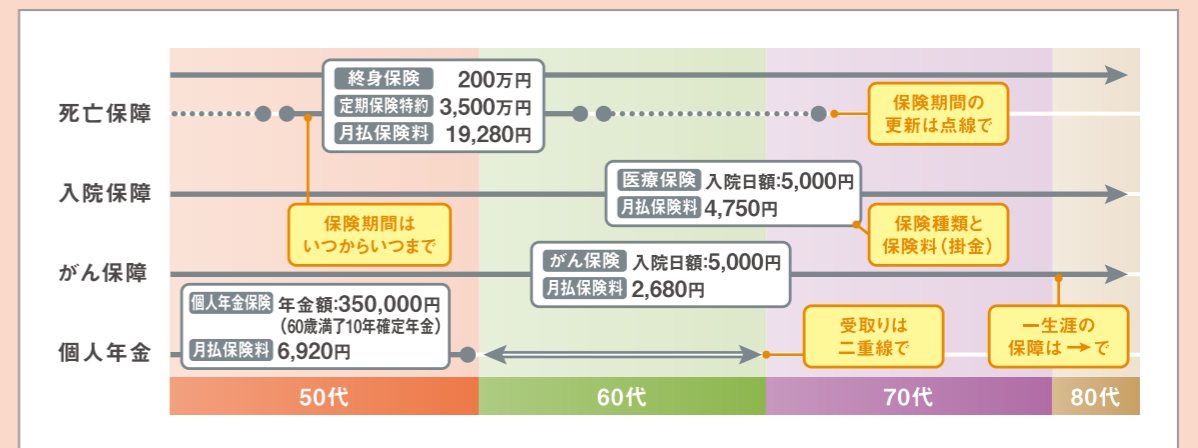 死亡保障
終身保険 200万円
定期保険特約 3,500万円
月払保険料 19,280円
保険期間の
更新は点線で
入院保障
医療保険 入院日額:5,000円
月払保険料 4,750円
保険期間は
いつからいつまで
保険種類と
保険料(掛金)
がん保障
がん保険 入院日額:5,000円
月払保険料 2,680円
個人年金
個人年金保険 年金額:350,000円
(60歳満了10年確定年金)
月払保険料 6,920円
受取りは
二重線で
一生涯の
保障は→で
50代
60代
70代
80代